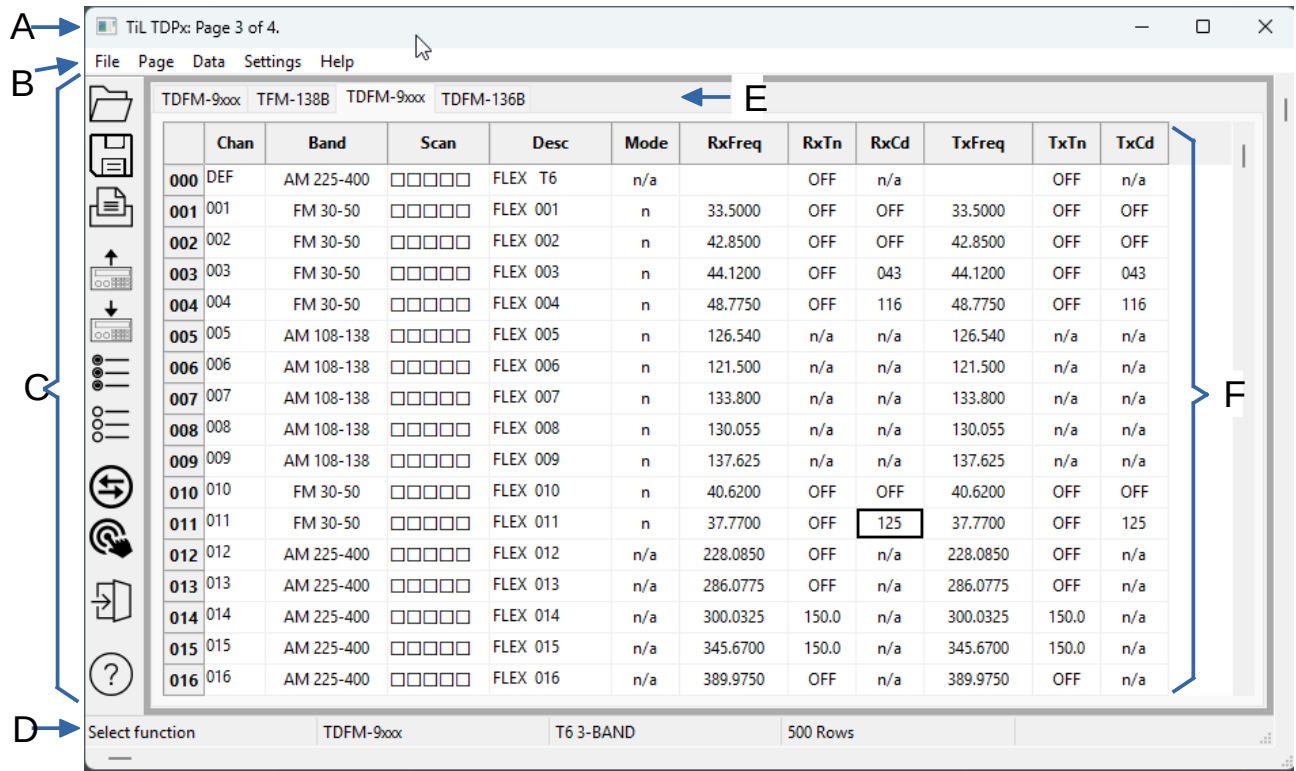 A
TiL TDPx: Page 3 of 4.
B
File Page Data Settings Help
C
TDFM-9xxx TFM-138B TDFM-9xxx TDFM-136B
E
Chan Band Scan Desc Mode RxFreq RxTn RxCd TxFreq TxTn TxCd
000 DEF AM 225-400 FLEX T6 n/a OFF n/a OFF n/a
001 001 FM 30-50 FLEX 001 n 33.5000 OFF OFF 33.5000 OFF OFF
002 002 FM 30-50 FLEX 002 n 42.8500 OFF OFF 42.8500 OFF OFF
003 003 FM 30-50 FLEX 003 n 44.1200 OFF 043 44.1200 OFF 043
004 004 FM 30-50 FLEX 004 n 48.7750 OFF 116 48.7750 OFF 116
005 005 AM 108-138 FLEX 005 n 126.540 n/a n/a 126.540 n/a n/a
006 006 AM 108-138 FLEX 006 n 121.500 n/a n/a 121.500 n/a n/a
007 007 AM 108-138 FLEX 007 n 133.800 n/a n/a 133.800 n/a n/a
F
008 008 AM 108-138 FLEX 008 n 130.055 n/a n/a 130.055 n/a n/a
009 009 AM 108-138 FLEX 009 n 137.625 n/a n/a 137.625 n/a n/a
010 010 FM 30-50 FLEX 010 n 40.6200 OFF OFF 40.6200 OFF OFF
011 011 FM 30-50 FLEX 011 n 37.7700 OFF 125 37.7700 OFF 125
012 012 AM 225-400 FLEX 012 n/a 228.0850 OFF n/a 228.0850 OFF n/a
013 013 AM 225-400 FLEX 013 n/a 286.0775 OFF n/a 286.0775 OFF n/a
014 014 AM 225-400 FLEX 014 n/a 300.0325 150.0 n/a 300.0325 150.0 n/a
015 015 AM 225-400 FLEX 015 n/a 345.6700 150.0 n/a 345.6700 150.0 n/a
016 016 AM 225-400 FLEX 016 n/a 389.9750 OFF n/a 389.9750 OFF n/a
?
D
Select function TDFM-9xxx T6 3-BAND 500 Rows